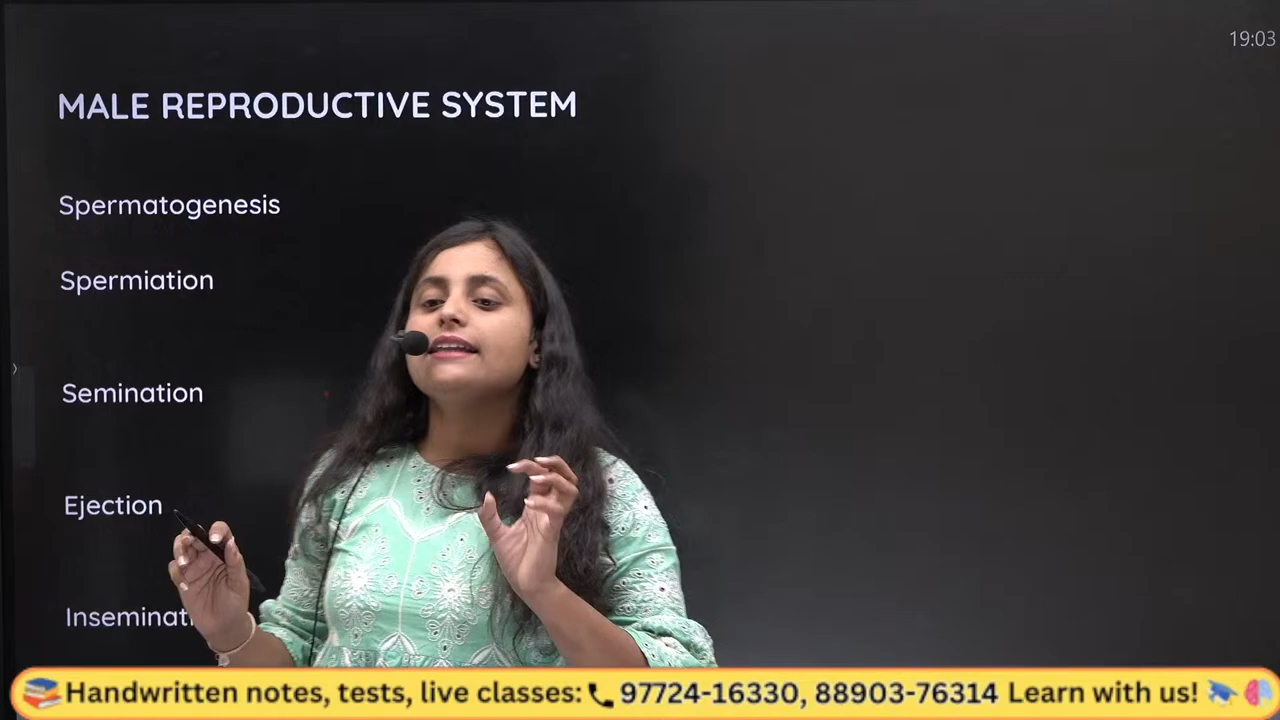 19:03
MALE REPRODUCTIVE SYSTEM
Spermatogenesis
Spermiation
Semination
Ejection
Inseminati
Handwritten notes, tests, live classes: 97724-16330, 88903-76314 Learn with us!